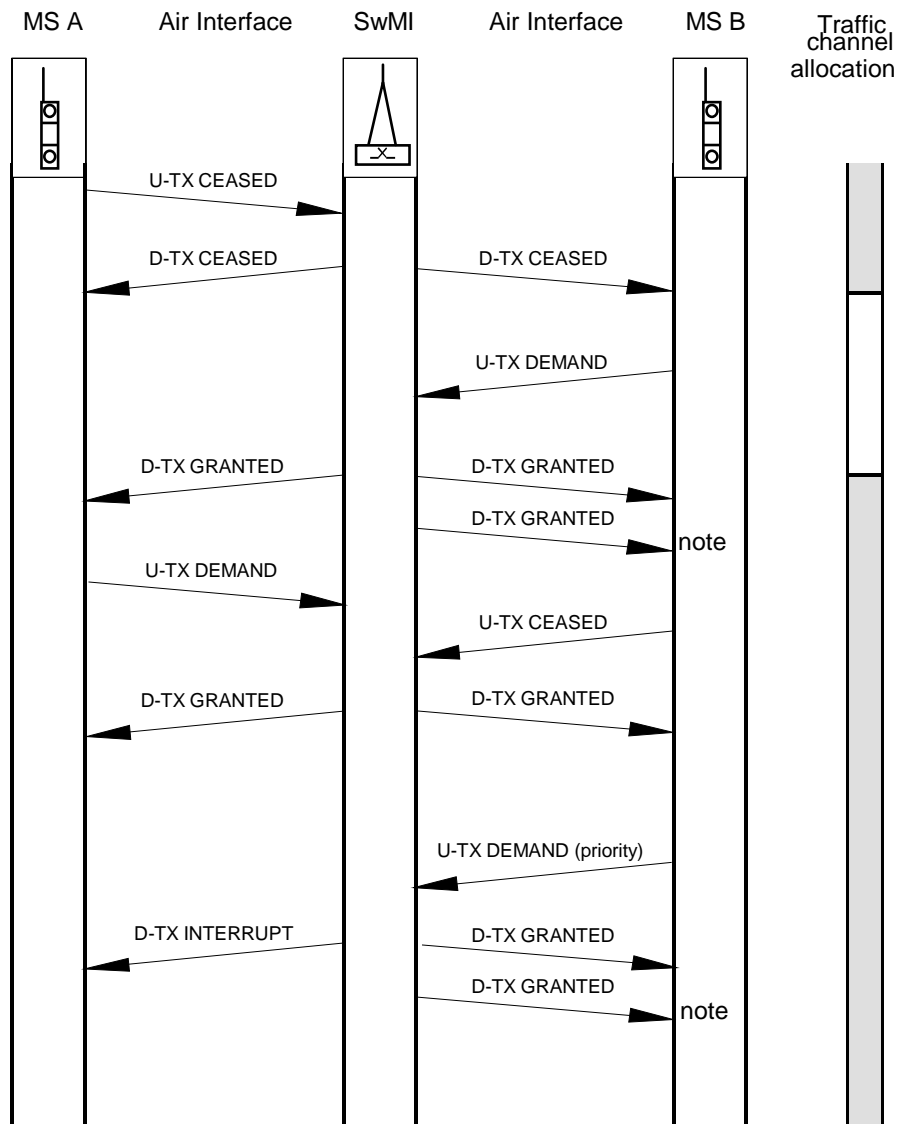 MS A Air Interface SwMI Air Interface MS B Traffic
channel
allocation
U-TX CEASED
D-TX CEASED D-TX CEASED
U-TX DEMAND
D-TX GRANTED D-TX GRANTED
D-TX GRANTED note
U-TX DEMAND
U-TX CEASED
D-TX GRANTED D-TX GRANTED
U-TX DEMAND (priority)
D-TX INTERRUPT D-TX GRANTED
D-TX GRANTED note